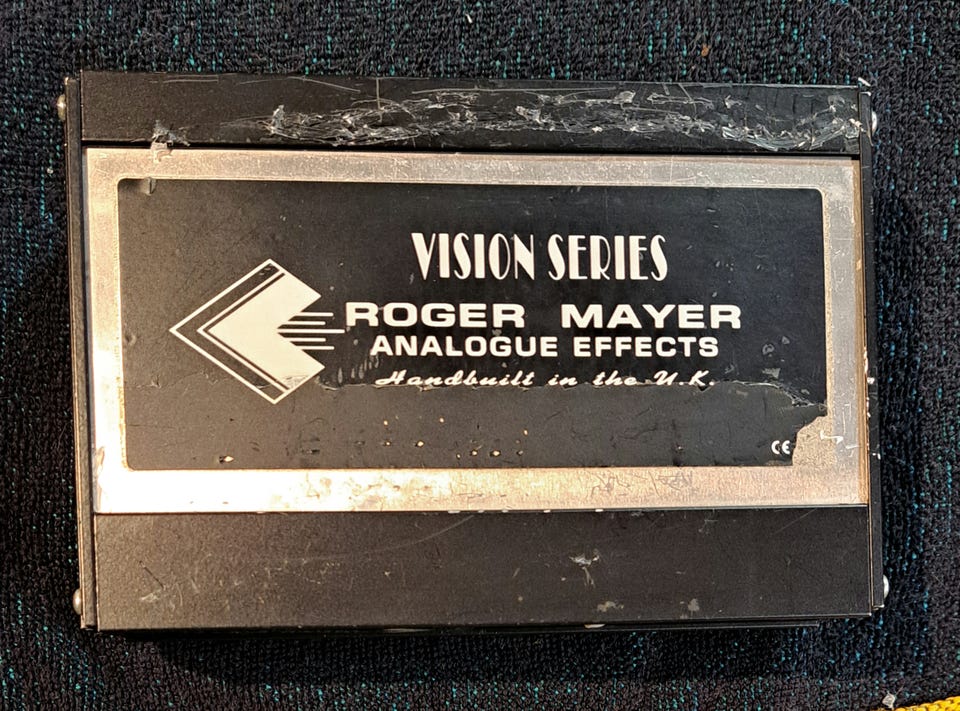 VISION SERIES
ROGER MAYER
ANALOGUE EFFECTS
Handbuilt in the U.K.
CE